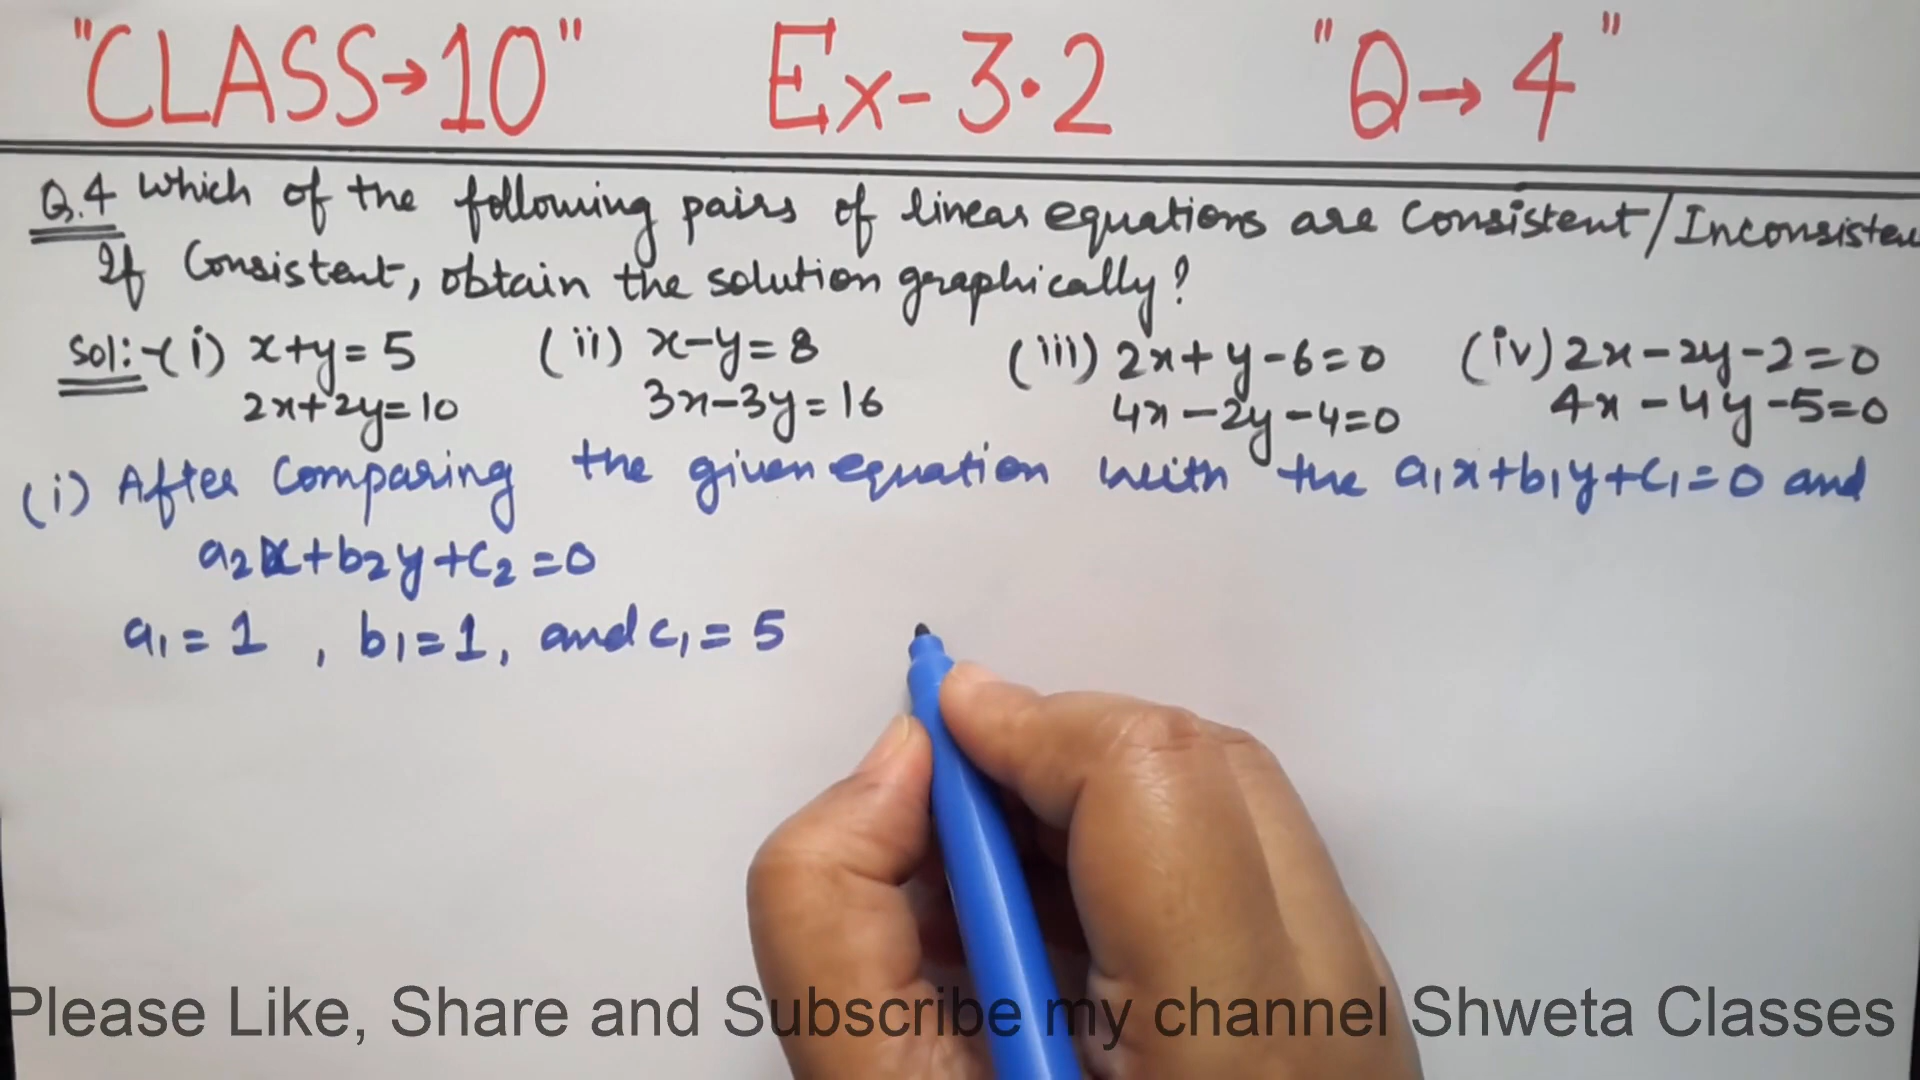 "CLASS→10" Ex-3.2 "Q→4"
Q.4 Which of the following pairs of linear equations are Consistent/Inconsisten
If Consistent, obtain the solution graphically?
Sol:-(i) x+y=5 (ii) x-y=8 (iii) 2x+y-6=0 (iv) 2x-2y-2=0
2x+2y=10 3x-3y=16 4x-2y-4=0 4x-4y-5=0
(i) After Comparing the given equation with the a₁x+b₁y+C₁=0 and
a₂x+b₂y+C₂=0
a₁=1, b₁=1, and c₁=5
Please Like, Share and Subscribe my channel Shweta Classes